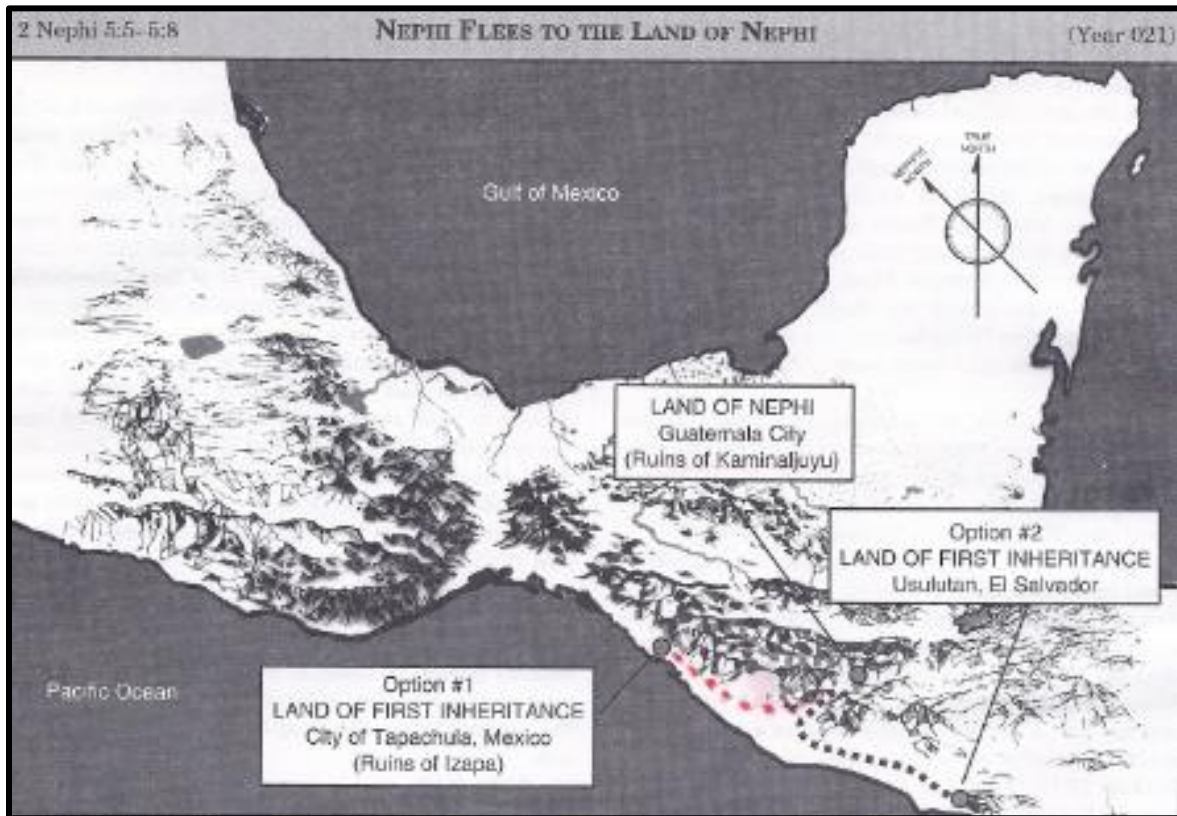 2 Nephi 5:5- 5:8
NEPHI FLEES TO THE LAND OF NEPHI
(Year 021)
TRUE
NORTH
NORTH
Gulf of Mexico
LAND OF NEPHI
Guatemala City
(Ruins of Kaminaljuyu)
Option #2
LAND OF FIRST INHERITANCE
Usulutan, El Salvador
Pacific Ocean
Option #1
LAND OF FIRST INHERITANCE
City of Tapachula, Mexico
(Ruins of Izapa)